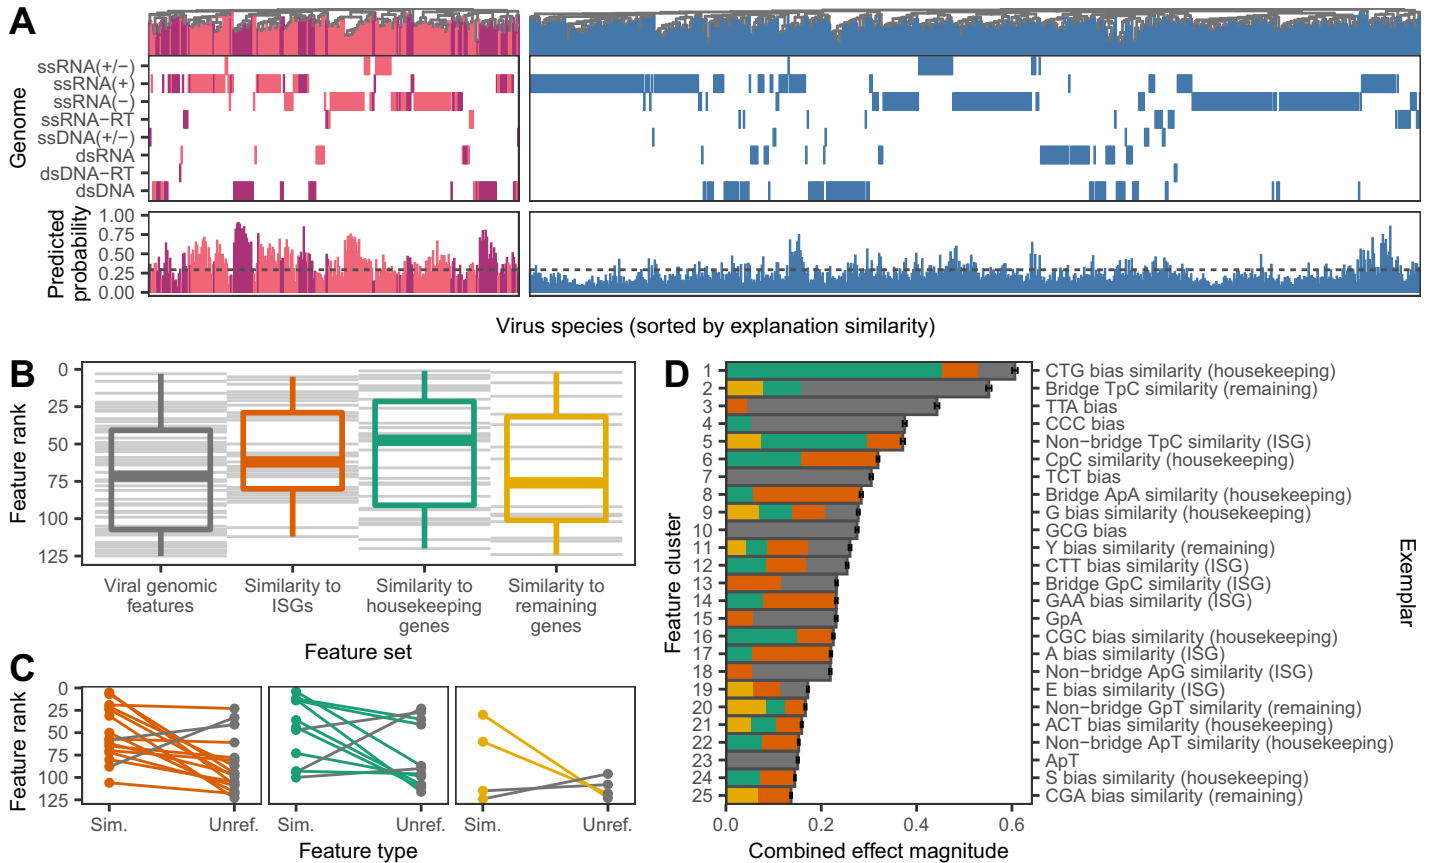 A
Genome
ssRNA(+/−)
ssRNA(+)
ssRNA(−)
ssRNA−RT
ssDNA(+/−)
dsRNA
dsDNA−RT
dsDNA
Predicted
probability
1.00
0.75
0.50
0.25
0.00
Virus species (sorted by explanation similarity)
B
Feature rank
0
25
50
75
100
125
Viral genomic
features
Similarity to
ISGs
Similarity to
housekeeping
genes
Similarity to
remaining
genes
Feature set
C
Feature rank
0
25
50
75
100
125
Sim.
Unref.
Sim.
Unref.
Sim.
Unref.
Feature type
D
Feature cluster
1 CTG bias similarity (housekeeping)
2 Bridge TpC similarity (remaining)
3 TTA bias
4 CCC bias
5 Non−bridge TpC similarity (ISG)
6 CpC similarity (housekeeping)
7 TCT bias
8 Bridge ApA similarity (housekeeping)
9 G bias similarity (housekeeping)
10 GCG bias
11 Y bias similarity (remaining)
12 CTT bias similarity (ISG)
13 Bridge GpC similarity (ISG)
14 GAA bias similarity (ISG)
15 GpA
16 CGC bias similarity (housekeeping)
17 A bias similarity (ISG)
18 Non−bridge ApG similarity (ISG)
19 E bias similarity (ISG)
20 Non−bridge GpT similarity (remaining)
21 ACT bias similarity (housekeeping)
22 Non−bridge ApT similarity (housekeeping)
23 ApT
24 S bias similarity (housekeeping)
25 CGA bias similarity (remaining)
Exemplar
0.0
0.2
0.4
0.6
Combined effect magnitude